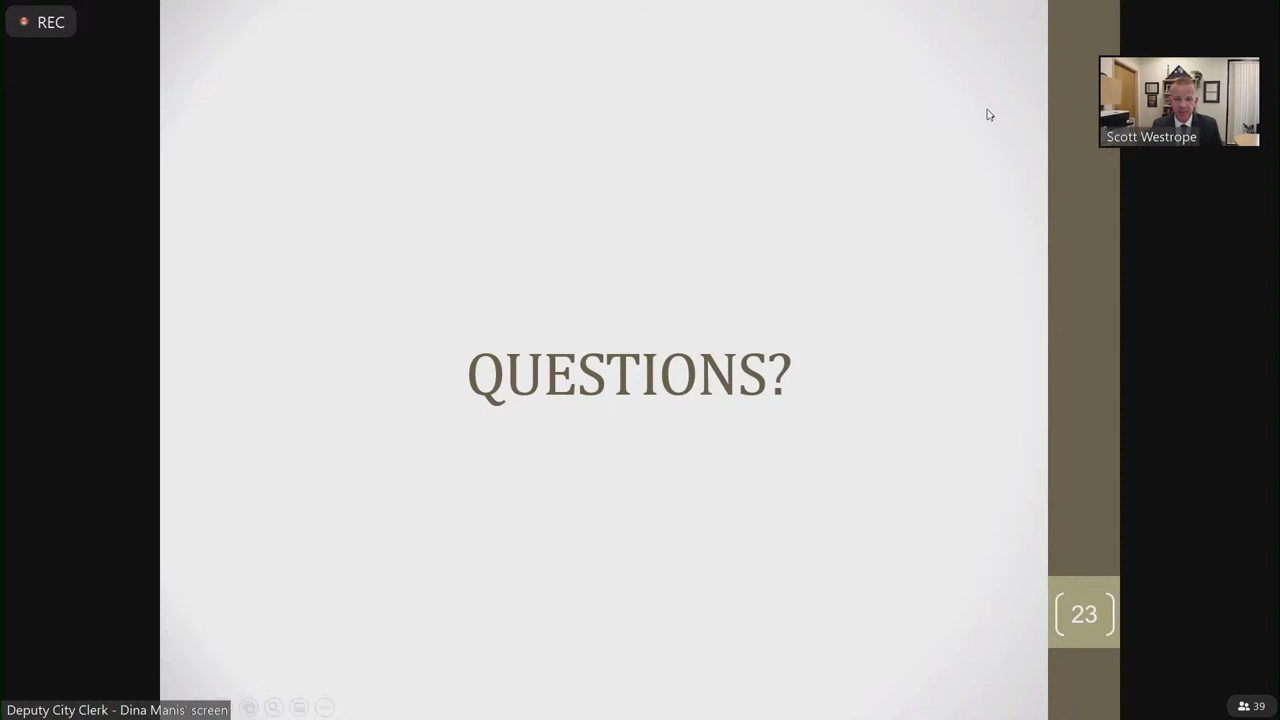 REC
Scott Westrope
QUESTIONS?
23
Deputy City Clerk - Dina Manis' screen
39